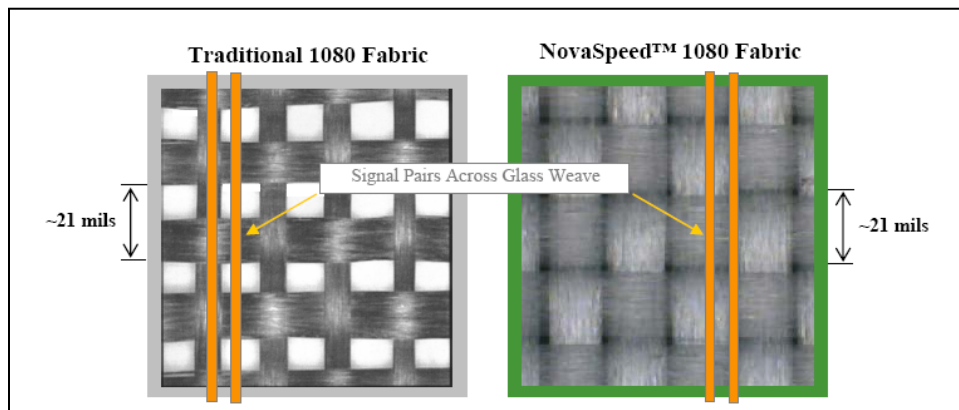 Traditional 1080 Fabric
NovaSpeed™ 1080 Fabric
Signal Pairs Across Glass Weave
~21 mils
~21 mils